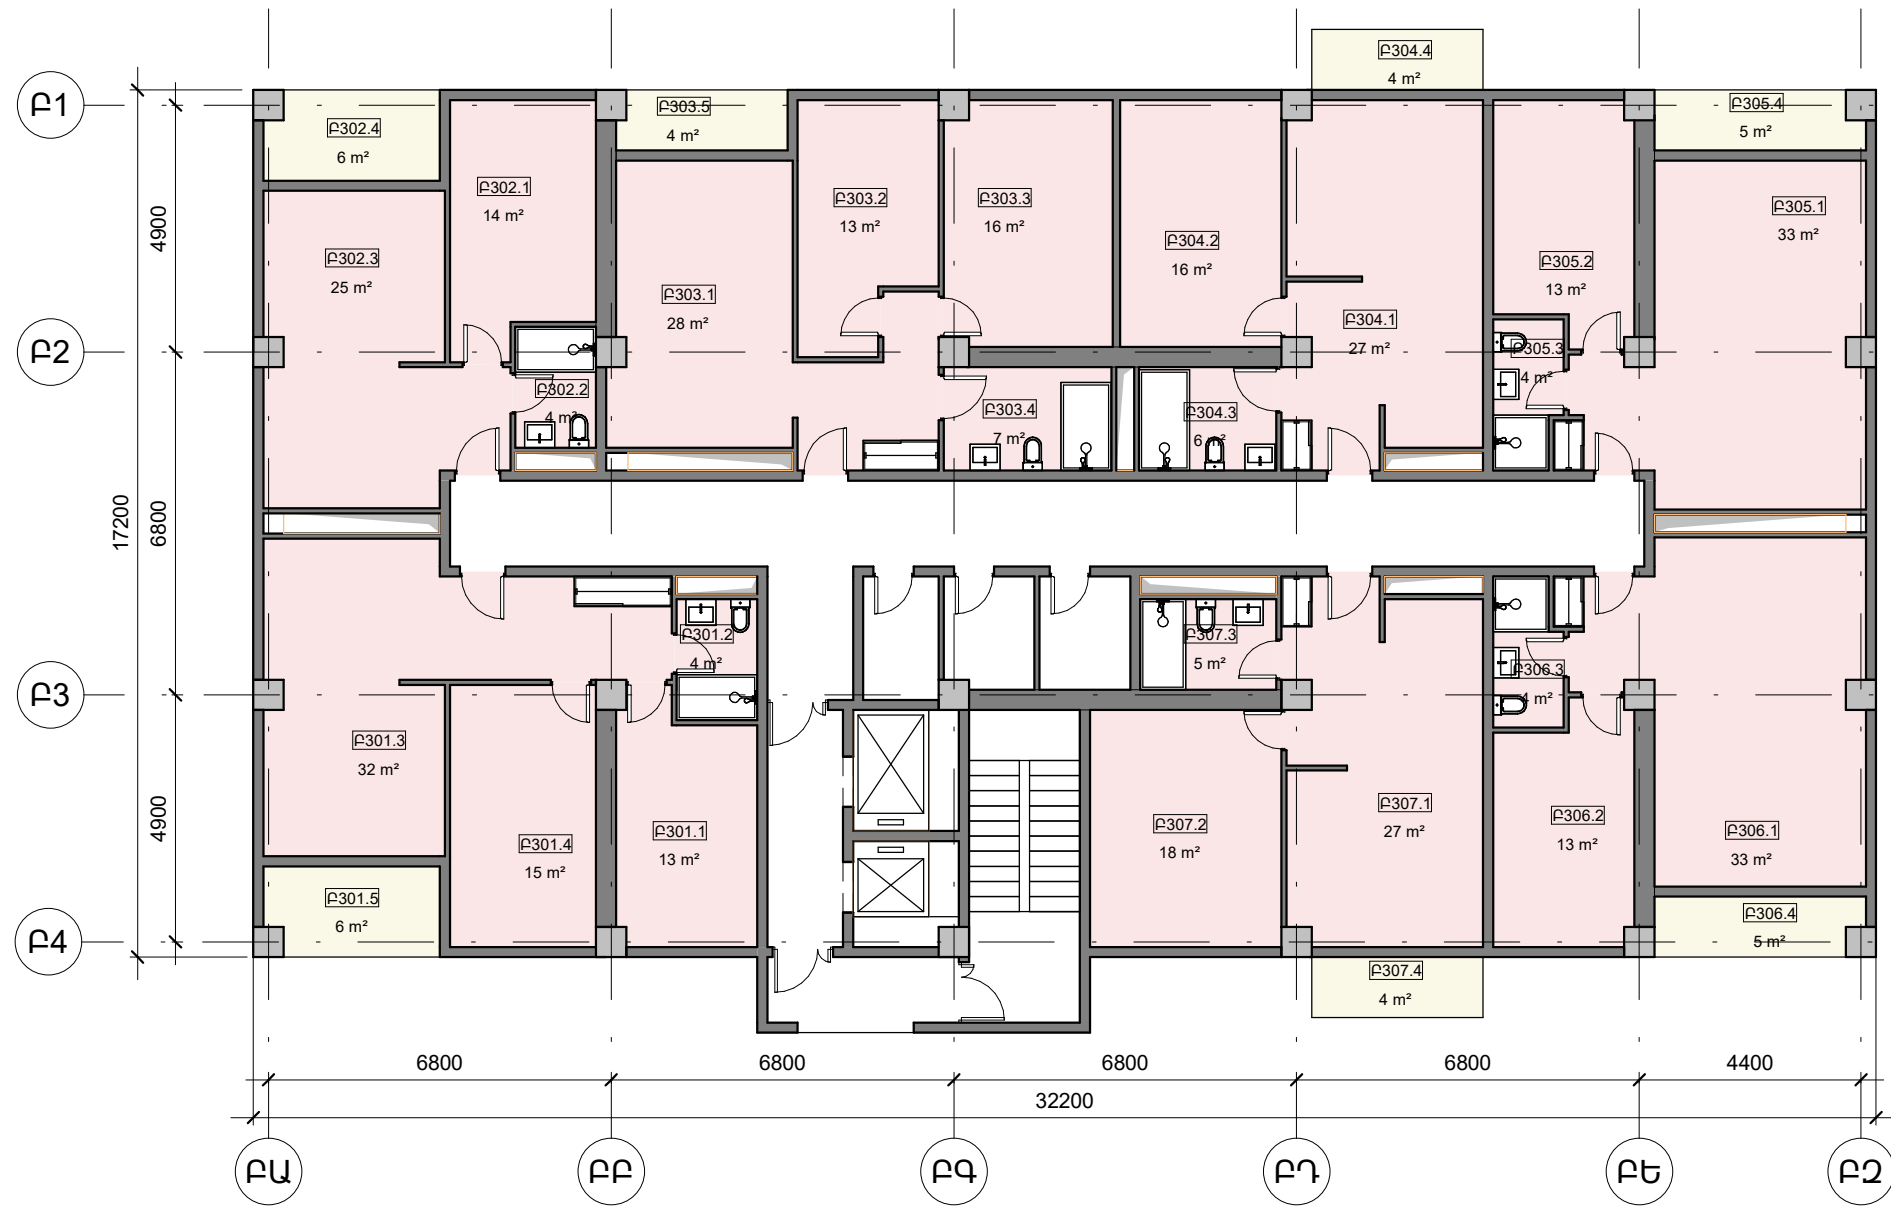 Բ304.4
4 m²
Բ1
Բ302.4
6 m²
Բ303.5
4 m²
Բ305.4
5 m²
Բ302.1
14 m²
Բ303.2
13 m²
Բ303.3
16 m²
Բ305.1
33 m²
4900
Բ302.3
25 m²
Բ304.2
16 m²
Բ305.2
13 m²
Բ303.1
28 m²
Բ304.1
27 m²
Բ2
Բ305.3
4 m²
Բ302.2
4 m²
Բ303.4
7 m²
Բ304.3
6 m²
17200
6800
Բ301.2
4 m²
Բ307.3
5 m²
Բ306.3
4 m²
Բ3
Բ301.3
32 m²
4900
Բ301.4
15 m²
Բ301.1
13 m²
Բ307.2
18 m²
Բ307.1
27 m²
Բ306.2
13 m²
Բ306.1
33 m²
Բ301.5
6 m²
Բ306.4
5 m²
Բ4
Բ307.4
4 m²
6800 6800 6800 6800 4400
32200
ԲԱ ԲԲ ԲԳ ԲԴ ԲԵ ԲԶ